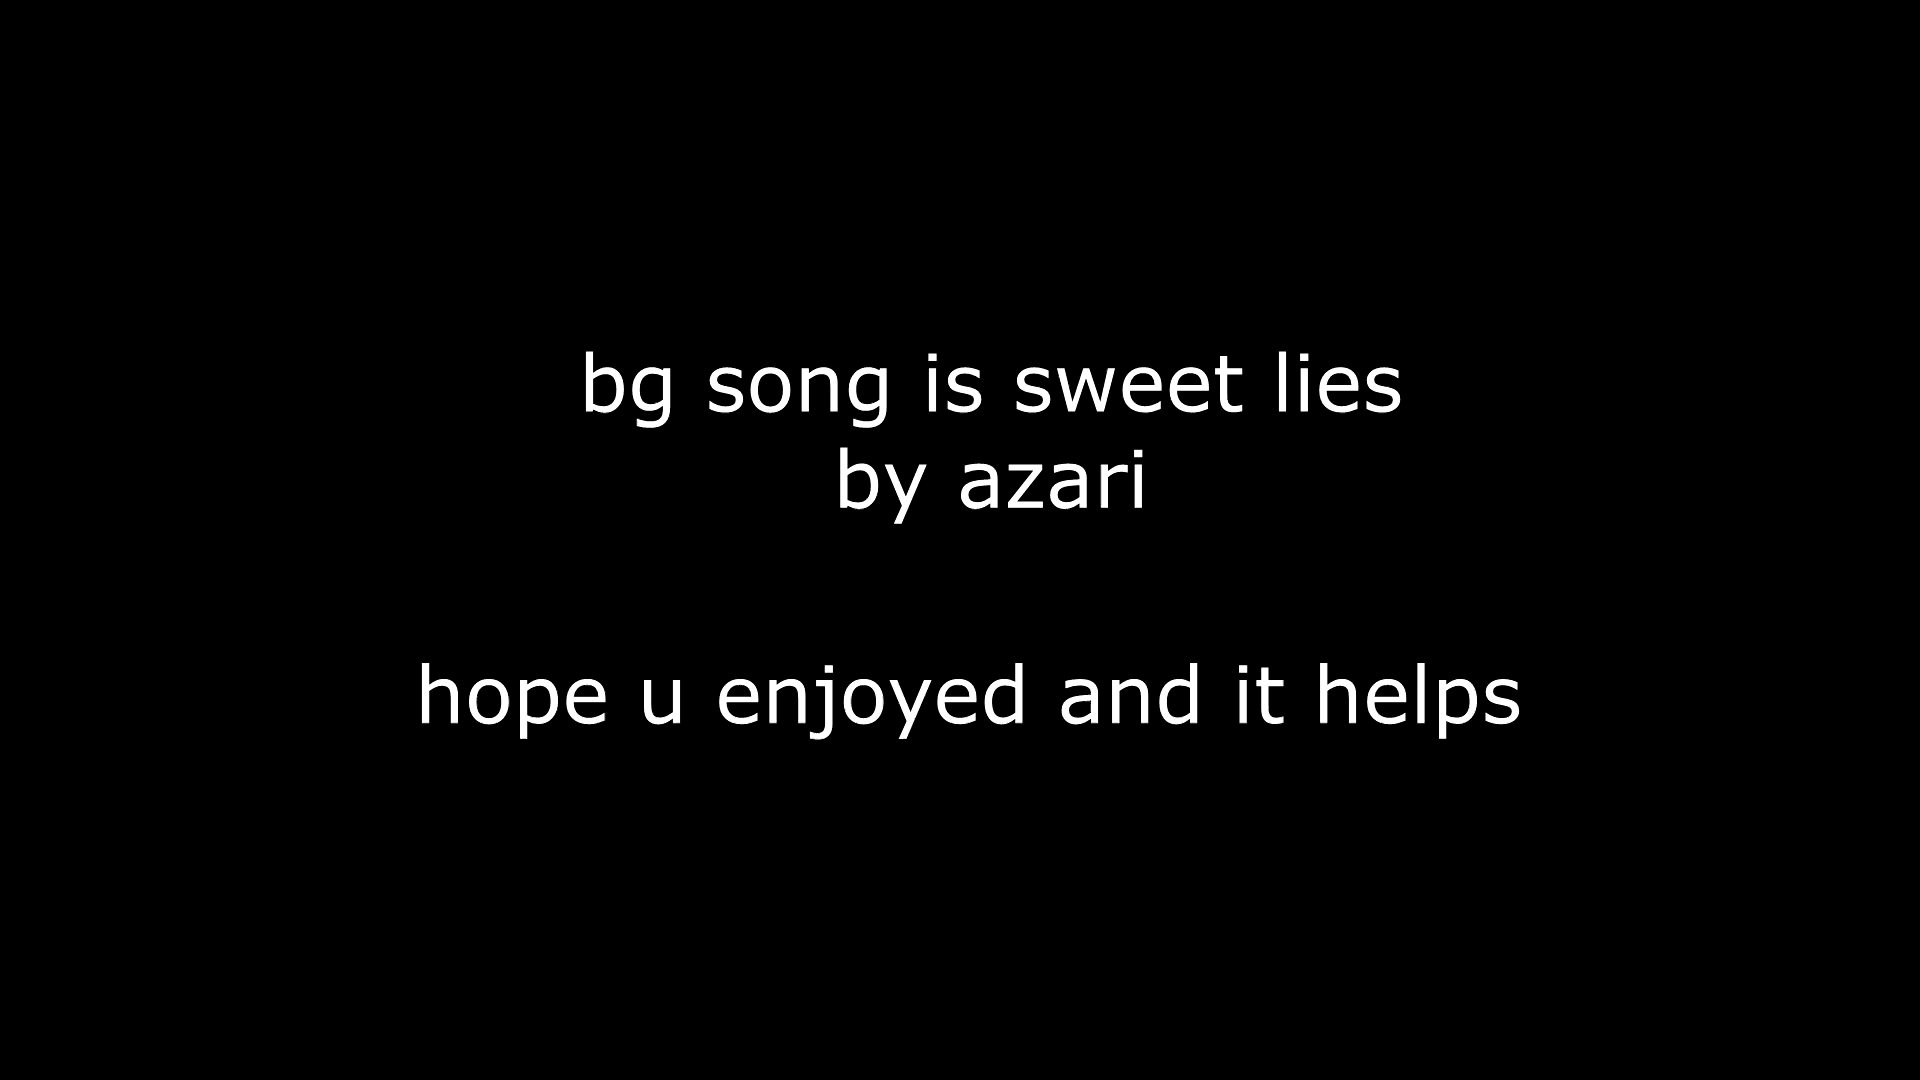 bg song is sweet lies
by azari
hope u enjoyed and it helps